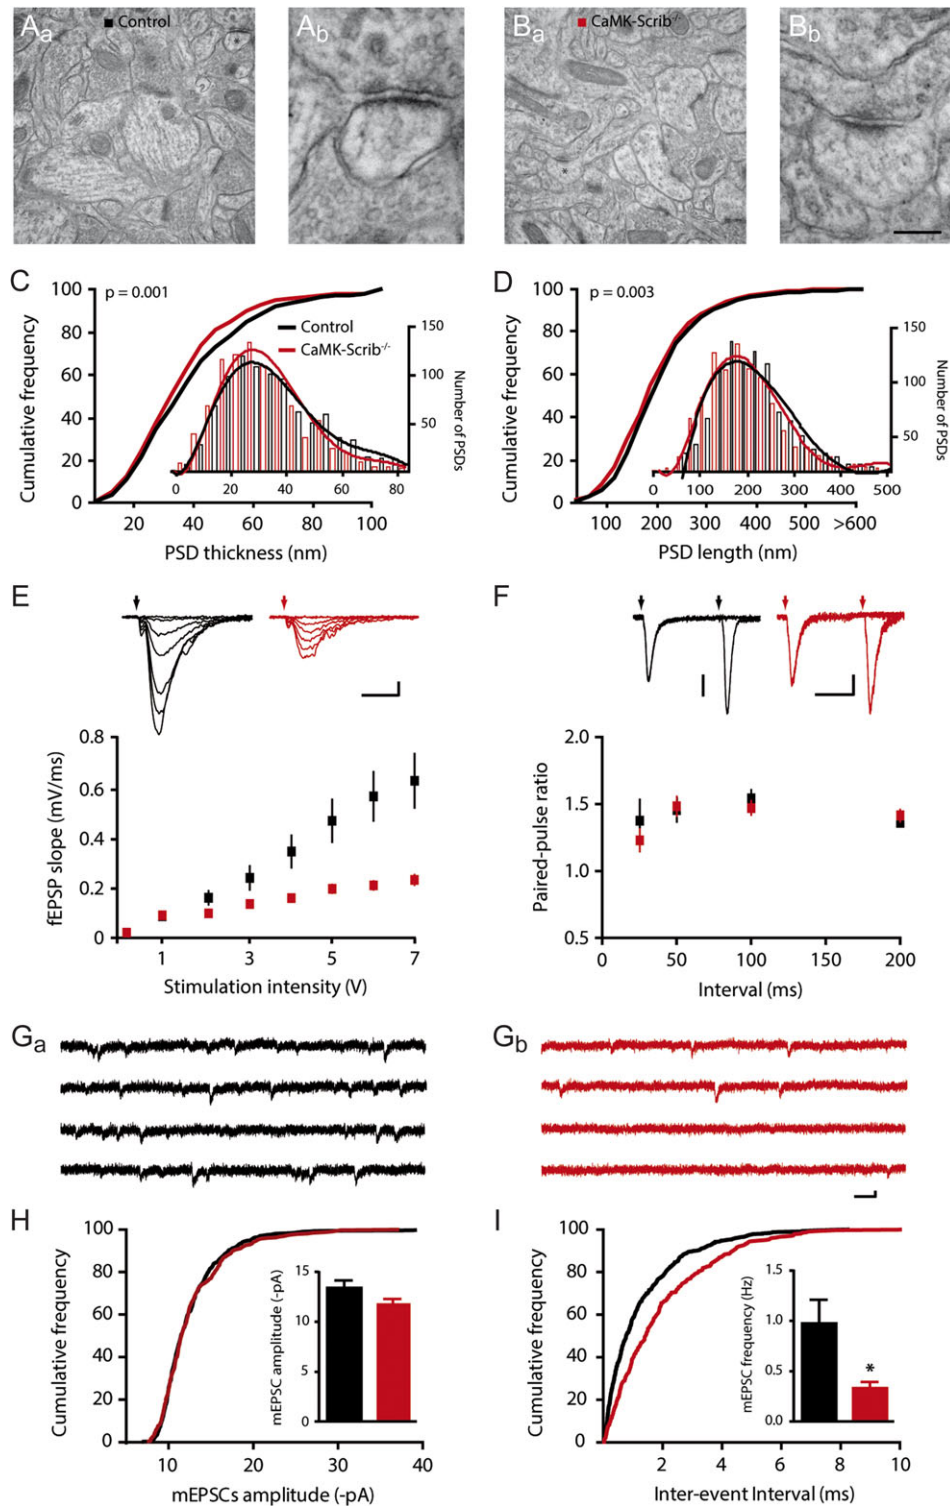 Aa ■ Control
Ab
Ba ■ CaMK-Scrib-/-
Bb
C
p = 0.001
Cumulative frequency
100
80
60
40
20
0
20 40 60 80 100
PSD thickness (nm)
Control
CaMK-Scrib-/-
150
100
50
Number of PSDs
0 20 40 60 80
D
p = 0.003
Cumulative frequency
100
80
60
40
20
0
100 200 300 400 500 >600
PSD length (nm)
150
100
50
Number of PSDs
0 100 200 300 400 500
E
fEPSP slope (mV/ms)
0.8
0.6
0.4
0.2
0
1 3 5 7
Stimulation intensity (V)
F
Paired-pulse ratio
2.0
1.5
1.0
0.5
0 50 100 150 200
Interval (ms)
Ga
Gb
H
Cumulative frequency
100
80
60
40
20
0
10 20 30 40
mEPSCs amplitude (-pA)
mEPSC amplitude (-pA)
15
10
5
0
I
Cumulative frequency
100
80
60
40
20
0
2 4 6 8 10
Inter-event Interval (ms)
mEPSC frequency (Hz)
1.5
1.0
0.5
0.0
*